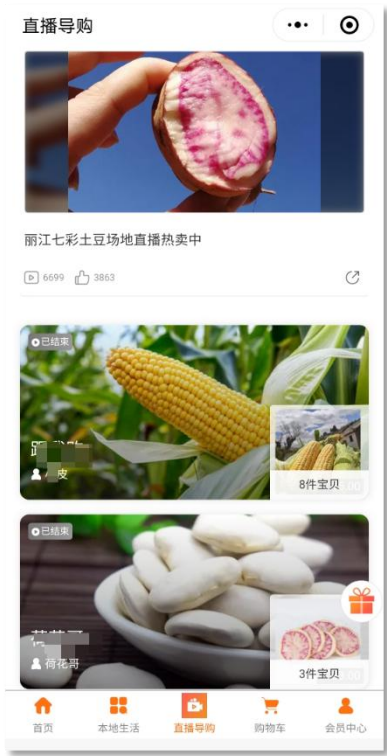 直播导购
丽江七彩土豆场地直播热卖中
6699
3863
已结束
皮
8件宝贝
已结束
荷花哥
3件宝贝
首页
本地生活
直播导购
购物车
会员中心